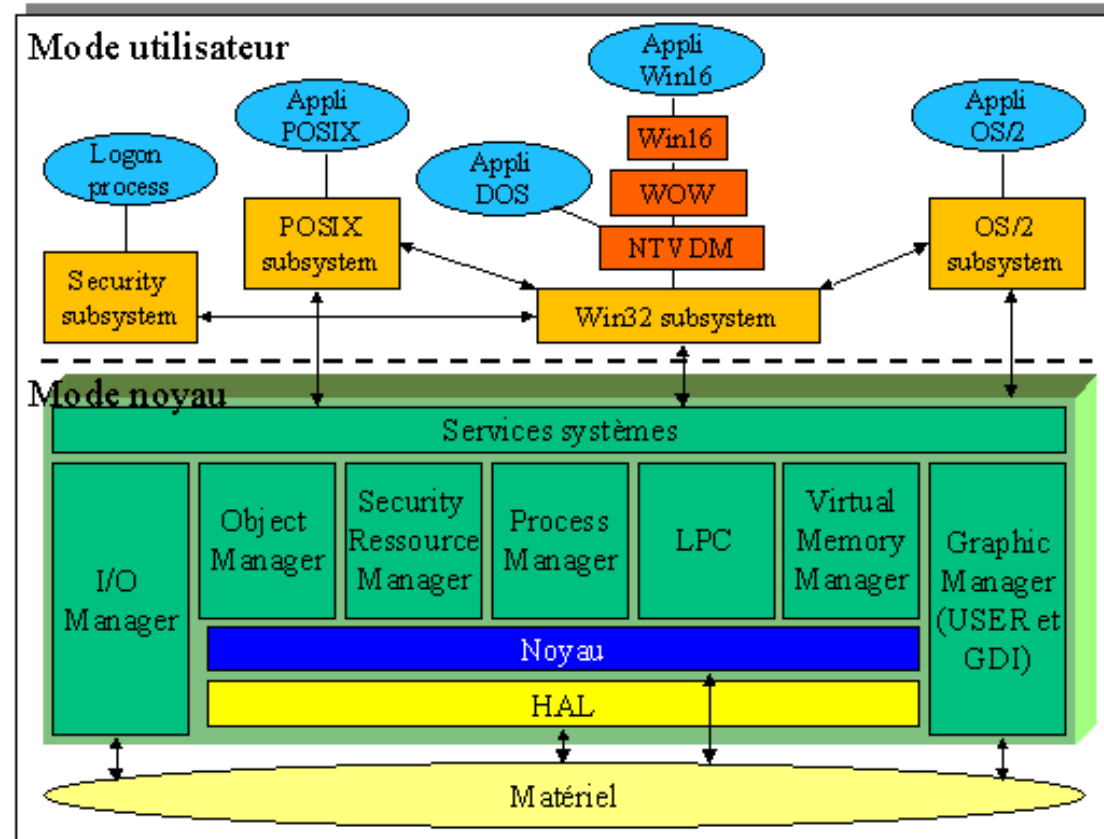 Mode utilisateur
Appli
Win16
Appli
POSIX
Appli
OS/2
Win16
Logon
process
Appli
DOS
WOW
POSIX
subsystem
NTVDM
OS/2
subsystem
Security
subsystem
Win32 subsystem
Mode noyau
Services systèmes
I/O
Manager
Object
Manager
Security
Ressource
Manager
Process
Manager
LPC
Virtual
Memory
Manager
Graphic
Manager
(USER et
GDI)
Noyau
HAL
Matériel